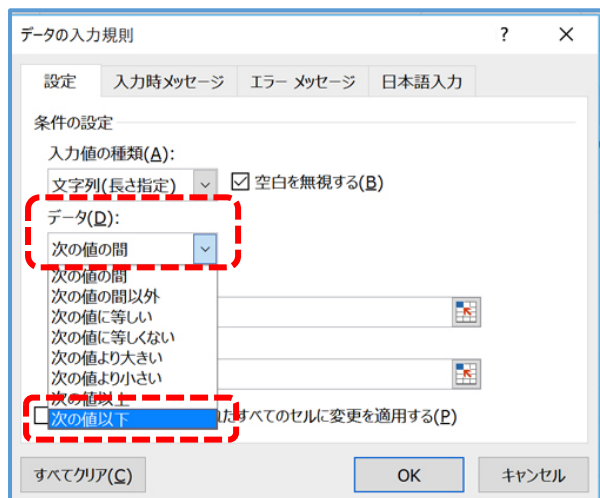 データの入力規則 ? ×
設定 入力時メッセージ エラー メッセージ 日本語入力
条件の設定
入力値の種類(A):
文字列(長さ指定) 空白を無視する(B)
データ(D):
次の値の間
次の値の間
次の値の間以外
次の値に等しい
次の値に等しくない
次の値より大きい
次の値より小さい
次の値以上
次の値以下 たすべてのセルに変更を適用する(P)
すべてクリア(C) OK キャンセル